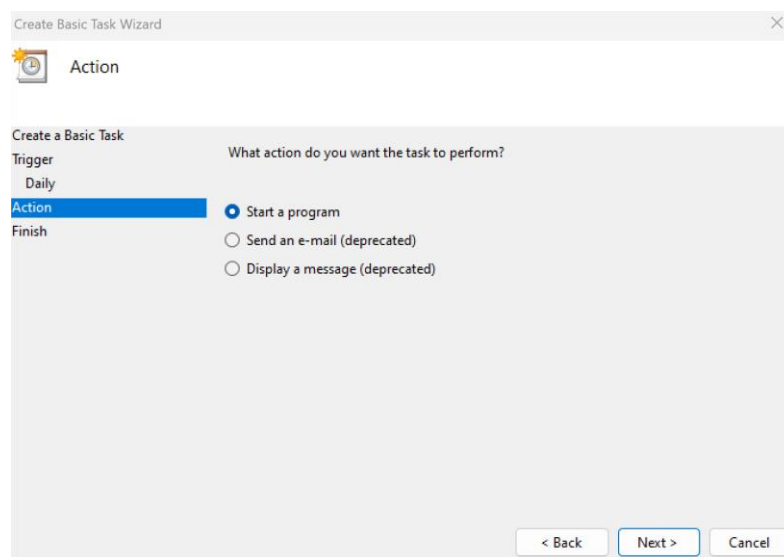 Create Basic Task Wizard
Action
Create a Basic Task
Trigger
Daily
Action
Finish
What action do you want the task to perform?
Start a program
Send an e-mail (deprecated)
Display a message (deprecated)
< Back
Next >
Cancel